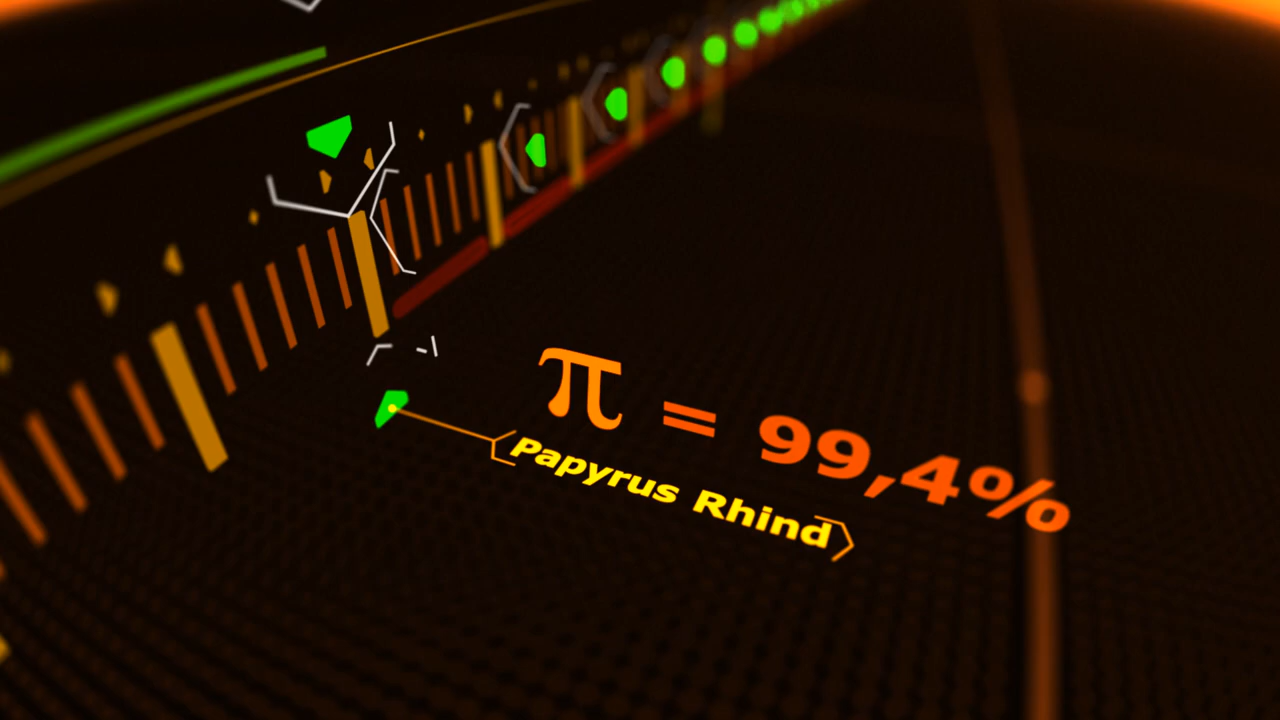 π = 99,4%
Papyrus Rhind